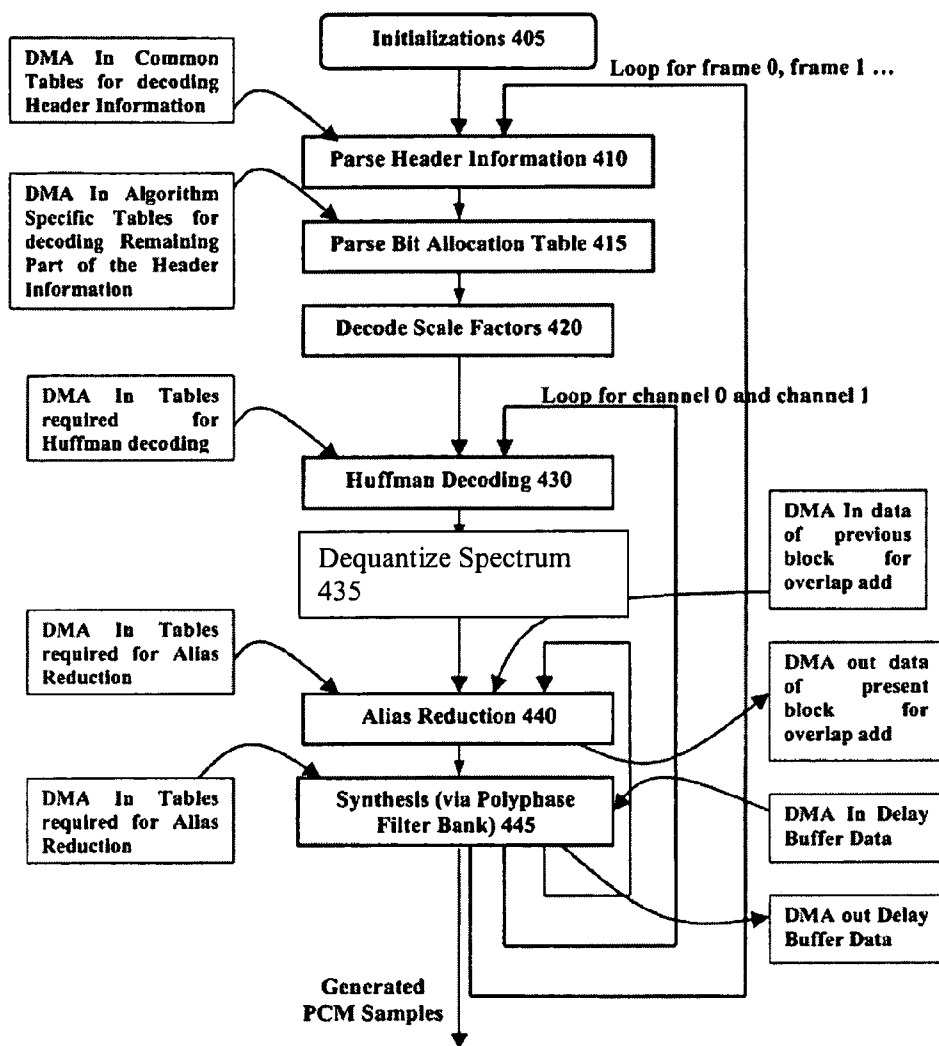 Initializations 405
DMA In Common
Tables for decoding
Header Information
Loop for frame 0, frame 1 ...
Parse Header Information 410
DMA In Algorithm
Specific Tables for
decoding Remaining
Part of the Header
Information
Parse Bit Allocation Table 415
Decode Scale Factors 420
Loop for channel 0 and channel 1
DMA In Tables
required for
Huffman decoding
Huffman Decoding 430
DMA In data
of previous
block for
overlap add
Dequantize Spectrum
435
DMA In Tables
required for Alias
Reduction
DMA out data
of present
block for
overlap add
Alias Reduction 440
DMA In Tables
required for Alias
Reduction
Synthesis (via Polyphase
Filter Bank) 445
DMA In Delay
Buffer Data
DMA out Delay
Buffer Data
Generated
PCM Samples